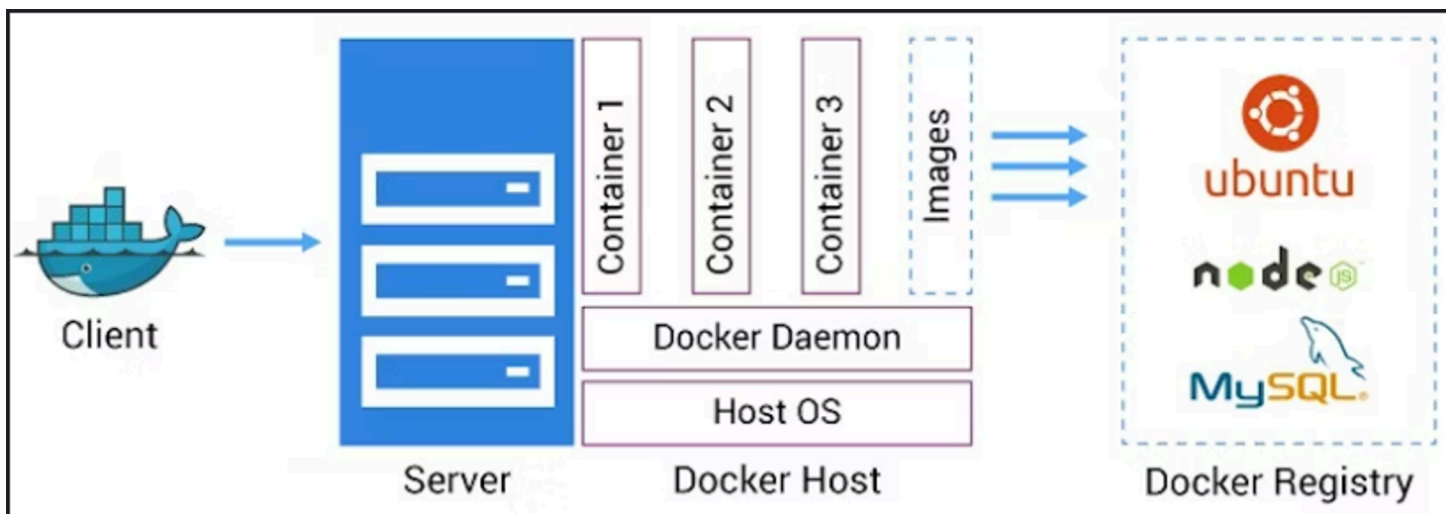 Client
Server
Container 1
Container 2
Container 3
Images
Docker Daemon
Host OS
Docker Host
ubuntu
node
JS
MySQL
Docker Registry